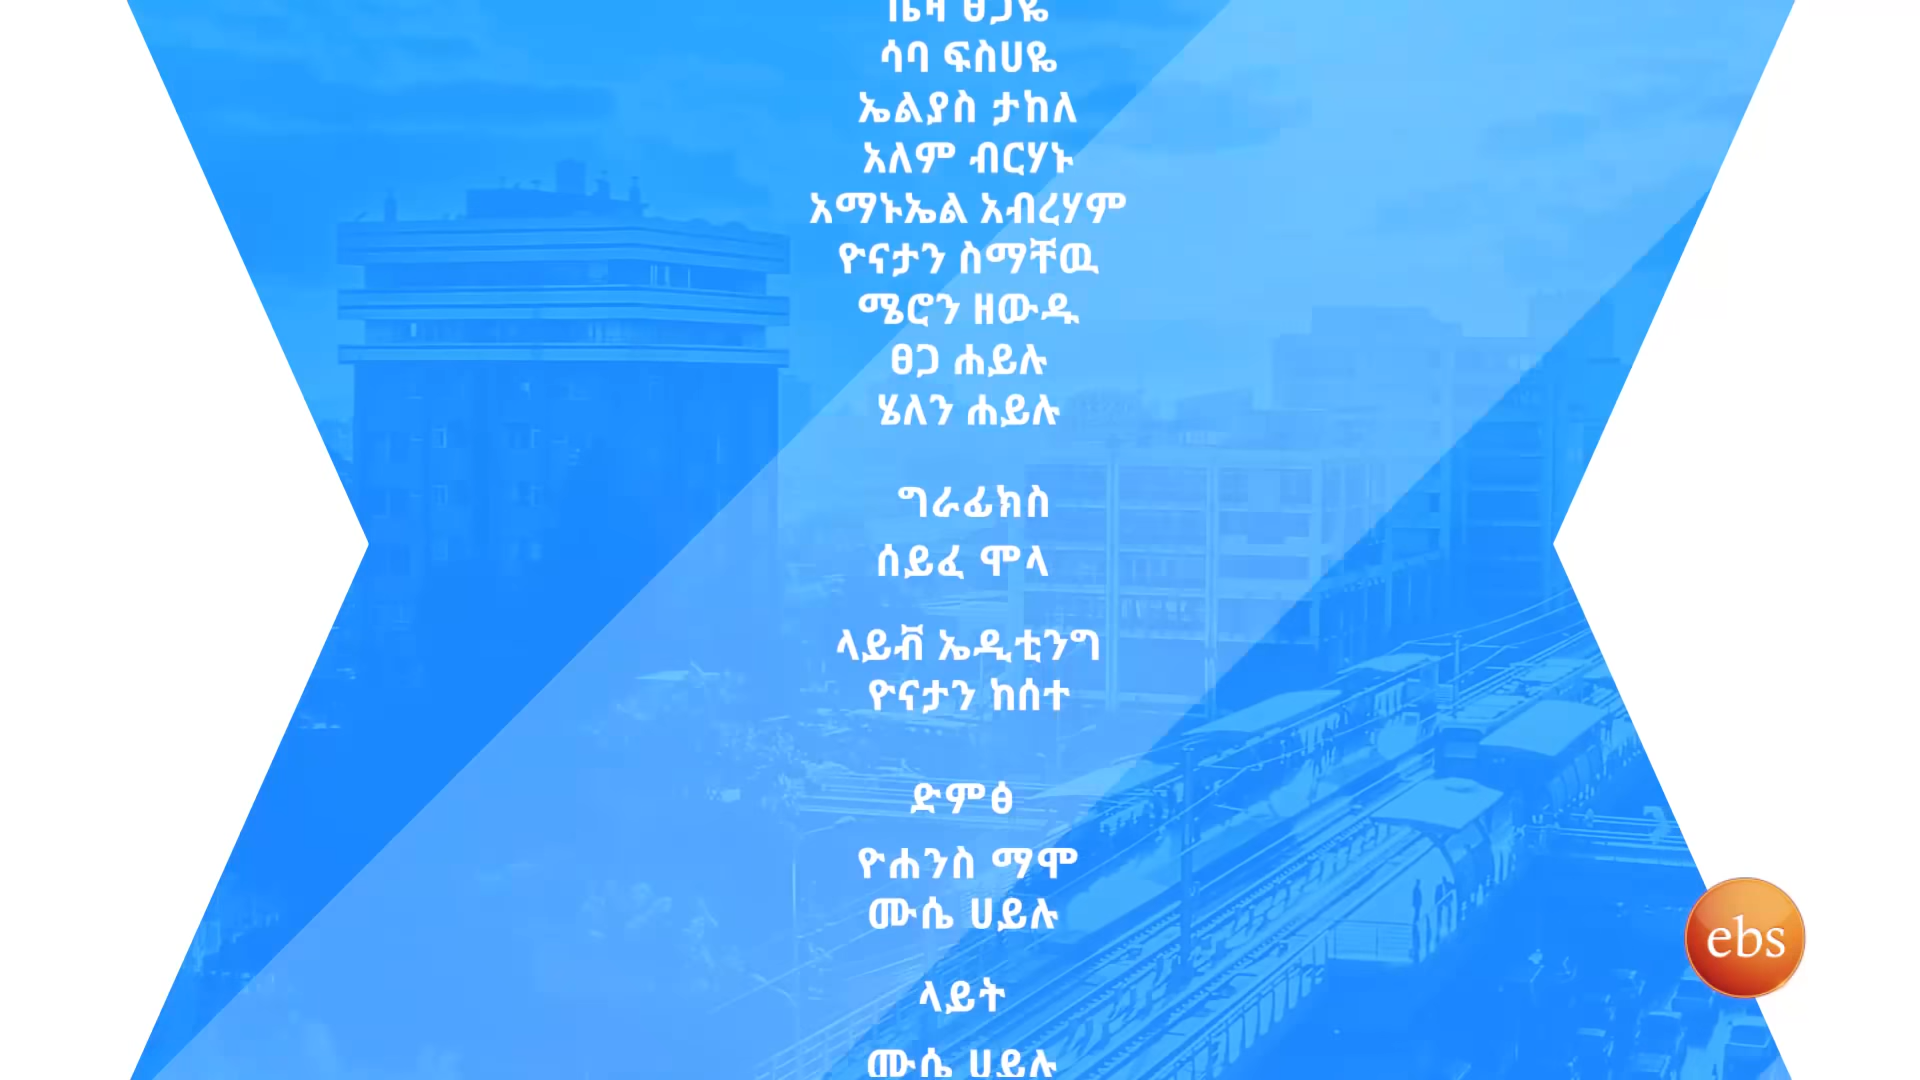 ፀጋዬ
ሳባ ፍስሀዬ
ኤልያስ ታከለ
አለም ብርሃኑ
አማኑኤል አብረሃም
ዮናታን ስማቸዉ
ሜሮን ዘውዱ
ፀጋ ሐይሉ
ሄለን ሐይሉ
ግራፊክስ
ሰይፈ ሞላ
ላይቭ ኤዲቲንግ
ዮናታን ከሰተ
ድምፅ
ዮሐንስ ማሞ
ሙሴ ሀይሉ
ebs
ላይት
ሙሴ ሀይሉ